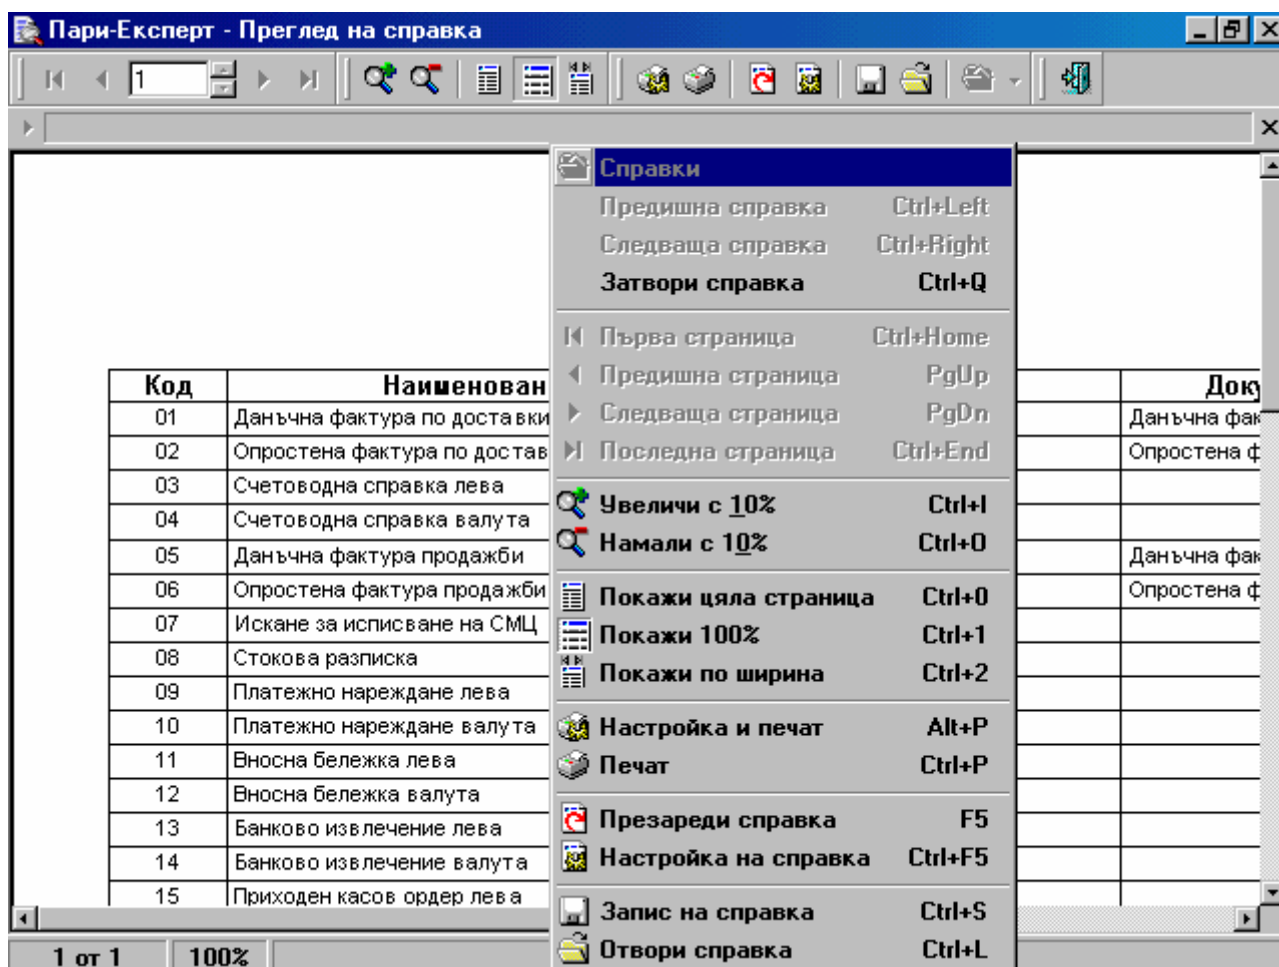 Пари-Експерт - Преглед на справка
1
Справки
Предишна справка Ctrl+Left
Следваща справка Ctrl+Right
Затвори справка Ctrl+Q
Първа страница Ctrl+Home
Предишна страница PgUp
Следваща страница PgDn
Последна страница Ctrl+End
Увеличи с 10% Ctrl+I
Намали с 10% Ctrl+O
Покажи цяла страница Ctrl+0
Покажи 100% Ctrl+1
Покажи по ширина Ctrl+2
Настройка и печат Alt+P
Печат Ctrl+P
Презареди справка F5
Настройка на справка Ctrl+F5
Запис на справка Ctrl+S
Отвори справка Ctrl+L
Код Наименован Доку
01 Данъчна фактура по доставки Данъчна фак
02 Опростена фактура по достав Опростена ф
03 Счетоводна справка лева
04 Счетоводна справка валута
05 Данъчна фактура продажби Данъчна фак
06 Опростена фактура продажби Опростена ф
07 Искане за исписване на СМЦ
08 Стокова разписка
09 Платежно нареждане лева
10 Платежно нареждане валута
11 Вносна бележка лева
12 Вносна бележка валута
13 Банково извлечение лева
14 Банково извлечение валута
15 Приходен касов ордер лева
1 от 1 100%